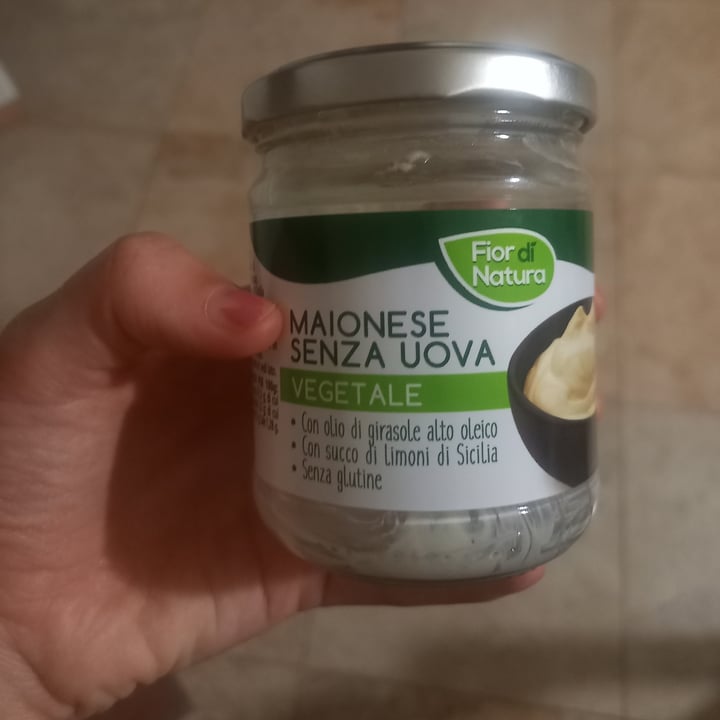 Fior di
Natura
MAIONESE
SENZA UOVA
VEGETALE
• Con olio di girasole alto oleico
• Con succo di limoni di Sicilia
• Senza glutine